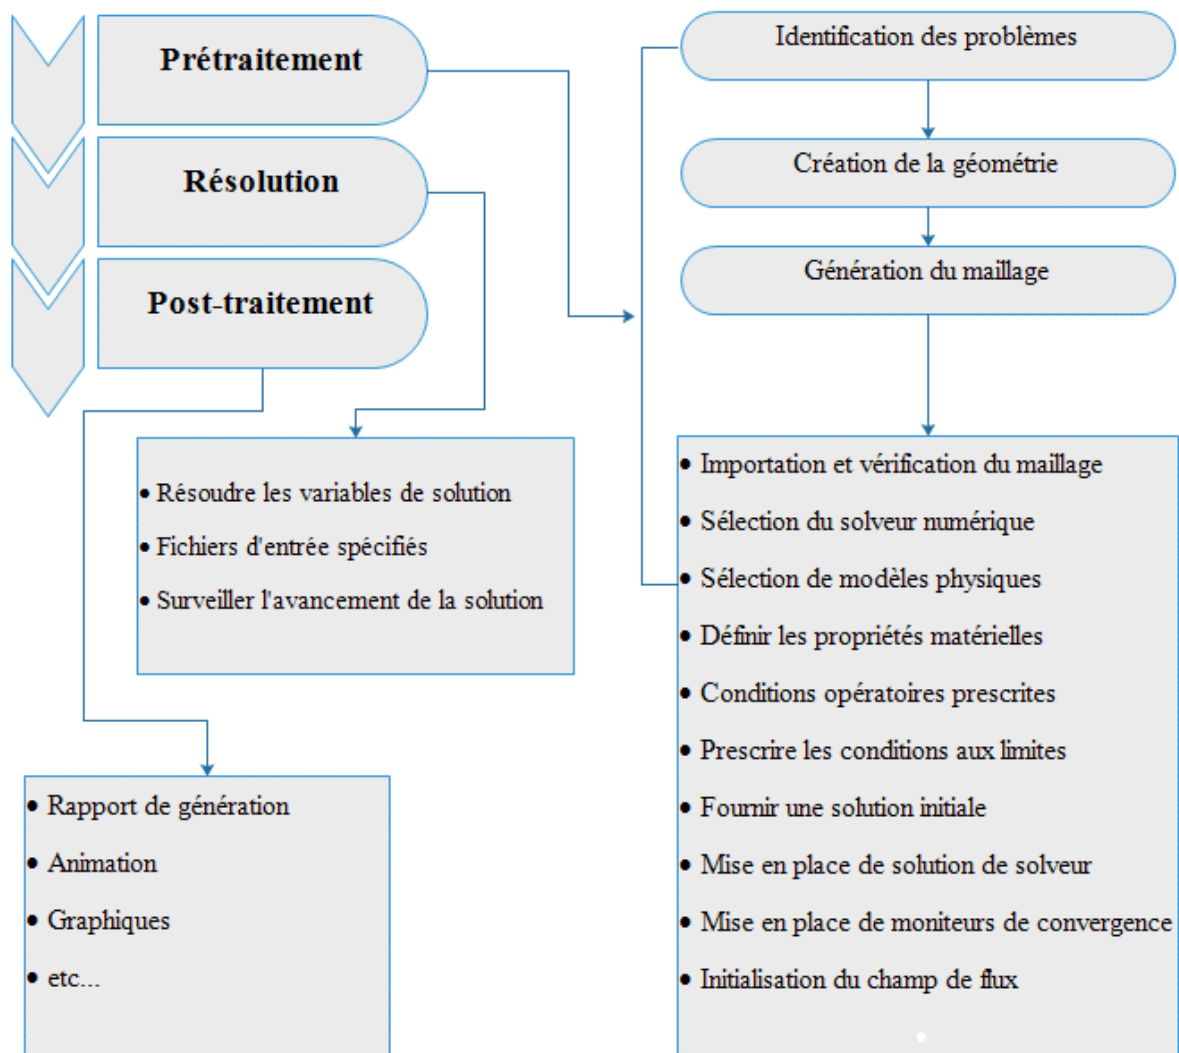 Prétraitement
Résolution
Post-traitement
Identification des problèmes
Création de la géométrie
Génération du maillage
• Importation et vérification du maillage
• Sélection du solveur numérique
• Sélection de modèles physiques
• Définir les propriétés matérielles
• Conditions opératoires prescrites
• Prescrire les conditions aux limites
• Fournir une solution initiale
• Mise en place de solution de solveur
• Mise en place de moniteurs de convergence
• Initialisation du champ de flux
• Résoudre les variables de solution
• Fichiers d'entrée spécifiés
• Surveiller l'avancement de la solution
• Rapport de génération
• Animation
• Graphiques
• etc...